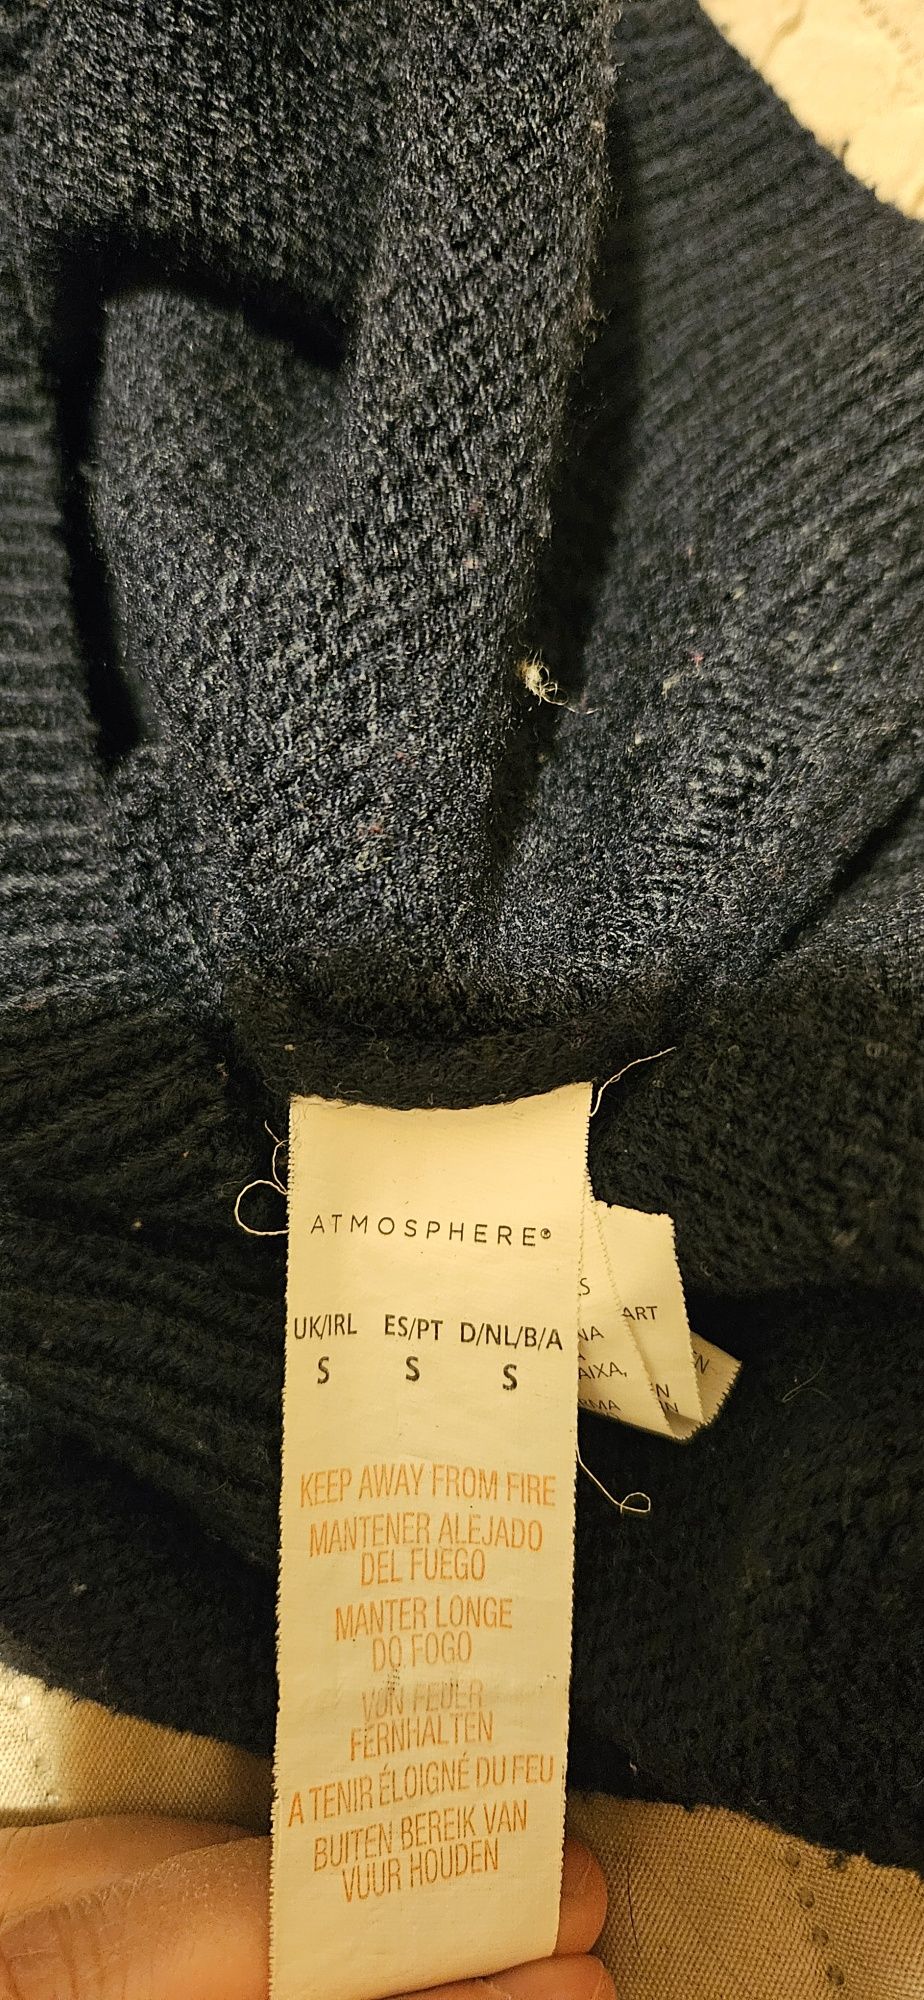 ATMOSPHERE®
UK/IRL ES/PT D/NL/B/A
S S S
KEEP AWAY FROM FIRE
MANTENER ALEJADO
DEL FUEGO
MANTER LONGE
DO FOGO
VON FEUER
FERNHALTEN
A TENIR ÉLOIGNÉ DU FEU
BUITEN BEREIK VAN
VUUR HOUDEN
ART